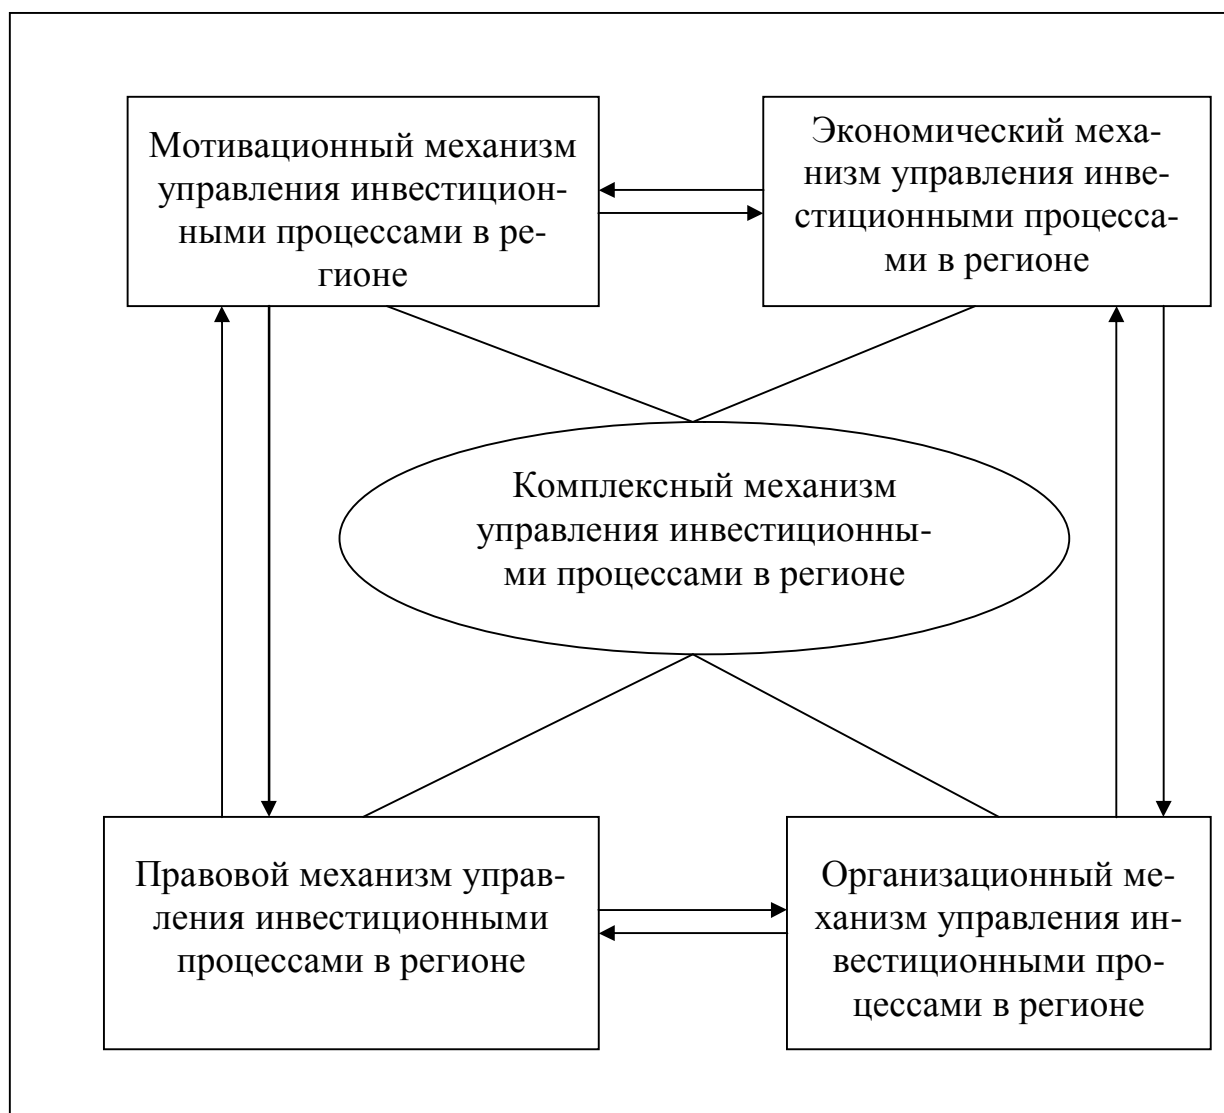 Мотивационный механизм
управления инвестицион-
ными процессами в ре-
гионе
Экономический меха-
низм управления инве-
стиционными процесса-
ми в регионе
Комплексный механизм
управления инвестиционны-
ми процессами в регионе
Правовой механизм управ-
ления инвестиционными
процессами в регионе
Организационный ме-
ханизм управления ин-
вестиционными про-
цессами в регионе